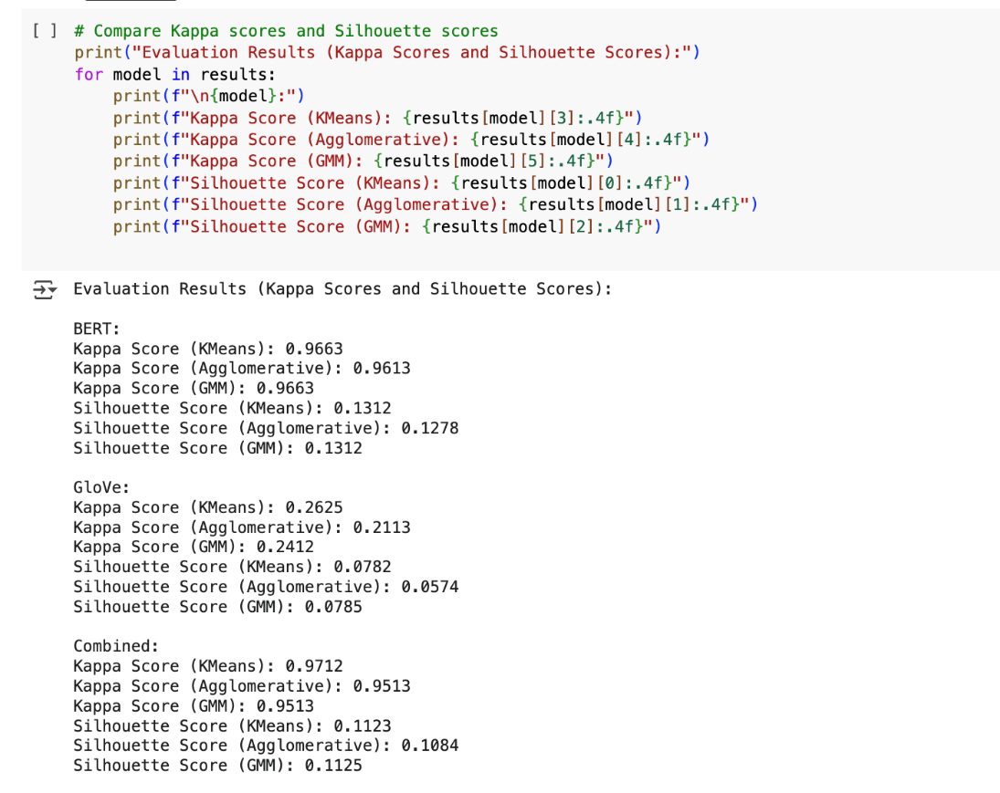 [ ] # Compare Kappa scores and Silhouette scores
print("Evaluation Results (Kappa Scores and Silhouette Scores):")
for model in results:
    print(f"\n{model}:")
    print(f"Kappa Score (KMeans): {results[model][3]:.4f}")
    print(f"Kappa Score (Agglomerative): {results[model][4]:.4f}")
    print(f"Kappa Score (GMM): {results[model][5]:.4f}")
    print(f"Silhouette Score (KMeans): {results[model][0]:.4f}")
    print(f"Silhouette Score (Agglomerative): {results[model][1]:.4f}")
    print(f"Silhouette Score (GMM): {results[model][2]:.4f}")
Evaluation Results (Kappa Scores and Silhouette Scores):
BERT:
Kappa Score (KMeans): 0.9663
Kappa Score (Agglomerative): 0.9613
Kappa Score (GMM): 0.9663
Silhouette Score (KMeans): 0.1312
Silhouette Score (Agglomerative): 0.1278
Silhouette Score (GMM): 0.1312
GloVe:
Kappa Score (KMeans): 0.2625
Kappa Score (Agglomerative): 0.2113
Kappa Score (GMM): 0.2412
Silhouette Score (KMeans): 0.0782
Silhouette Score (Agglomerative): 0.0574
Silhouette Score (GMM): 0.0785
Combined:
Kappa Score (KMeans): 0.9712
Kappa Score (Agglomerative): 0.9513
Kappa Score (GMM): 0.9513
Silhouette Score (KMeans): 0.1123
Silhouette Score (Agglomerative): 0.1084
Silhouette Score (GMM): 0.1125